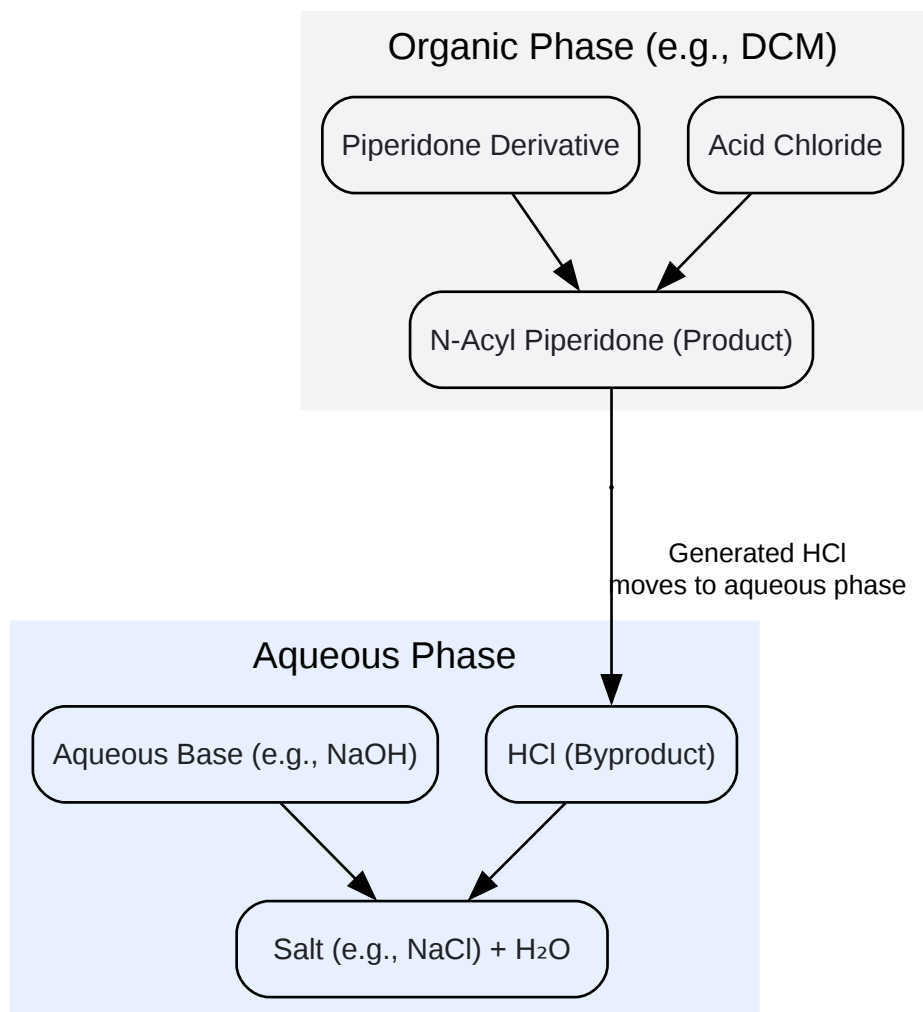 Organic Phase (e.g., DCM)
Piperidone Derivative
Acid Chloride
N-Acyl Piperidone (Product)
Generated HCl
moves to aqueous phase
Aqueous Phase
Aqueous Base (e.g., NaOH)
HCl (Byproduct)
Salt (e.g., NaCl) + H₂O